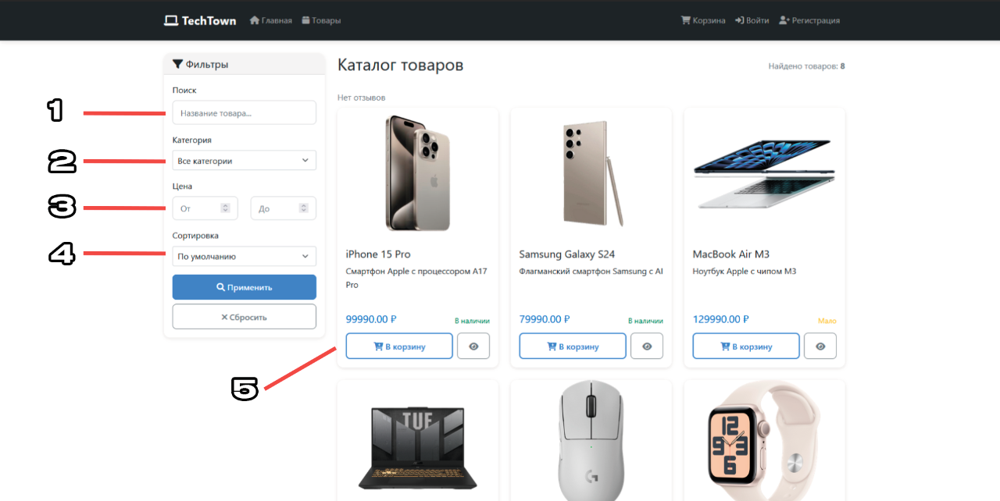 TechTown Главная Товары Корзина Войти Регистрация
Фильтры
Поиск
Название товара...
Категория
Все категории
Цена
От До
Сортировка
По умолчанию
Применить
Сбросить
1
2
3
4
5
Каталог товаров
Найдено товаров: 8
Нет отзывов
iPhone 15 Pro
Смартфон Apple с процессором A17
Pro
99990.00 ₽ В наличии
В корзину
Samsung Galaxy S24
Флагманский смартфон Samsung с AI
79990.00 ₽ В наличии
В корзину
MacBook Air M3
Ноутбук Apple с чипом M3
129990.00 ₽ Мало
В корзину
TUF
G
12
9 3
6